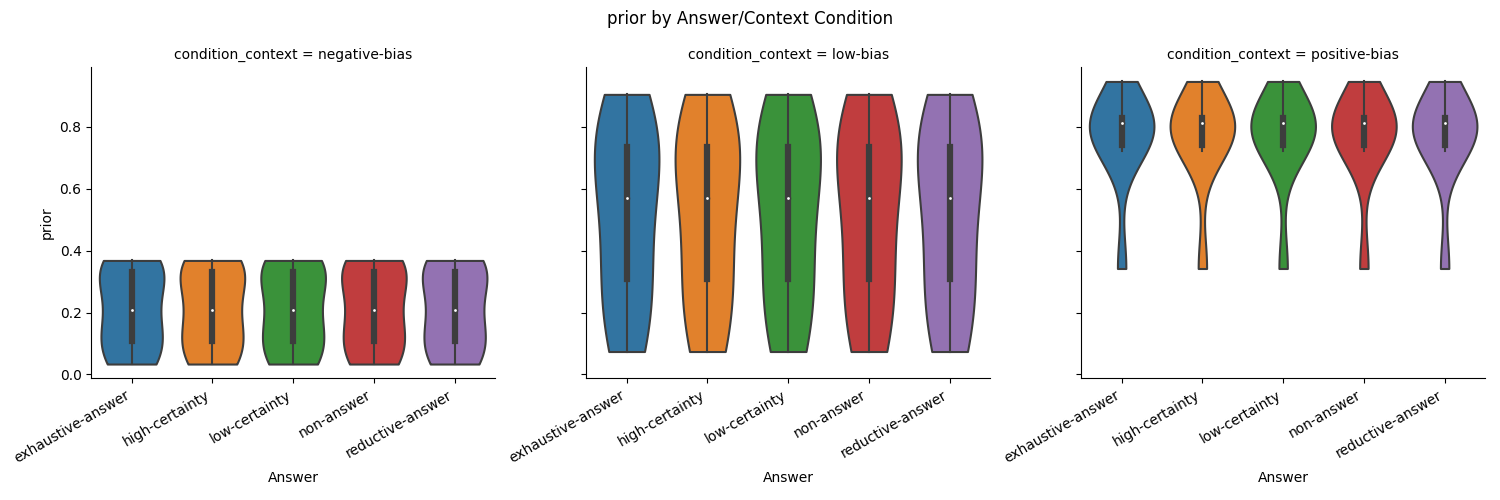 prior by Answer/Context Condition
condition_context = negative-bias
condition_context = low-bias
condition_context = positive-bias
prior
0.8
0.6
0.4
0.2
0.0
exhaustive-answer
high-certainty
low-certainty
non-answer
reductive-answer
Answer
exhaustive-answer
high-certainty
low-certainty
non-answer
reductive-answer
Answer
exhaustive-answer
high-certainty
low-certainty
non-answer
reductive-answer
Answer